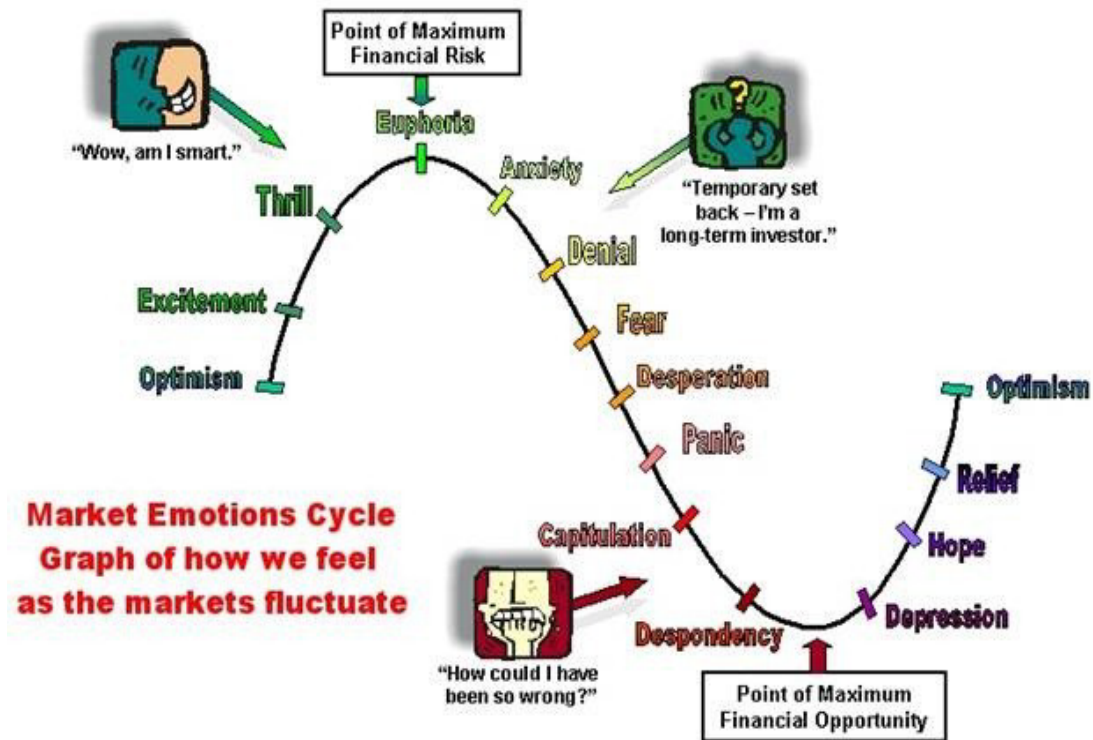 Point of Maximum
Financial Risk
Euphoria
“Wow, am I smart.”
Thrill
Excitement
Optimism
Anxiety
“Temporary set
back – I’m a
long-term investor.”
Denial
Fear
Desperation
Panic
Capitulation
Despondency
“How could I have
been so wrong?”
Point of Maximum
Financial Opportunity
Depression
Hope
Relief
Optimism
Market Emotions Cycle
Graph of how we feel
as the markets fluctuate